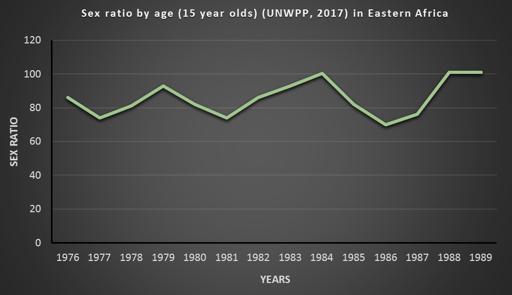 Sex ratio by age (15 year olds) (UNWPP, 2017) in Eastern Africa
120
100
80
60
40
20
0
SEX RATIO
1976 1977 1978 1979 1980 1981 1982 1983 1984 1985 1986 1987 1988 1989
YEARS